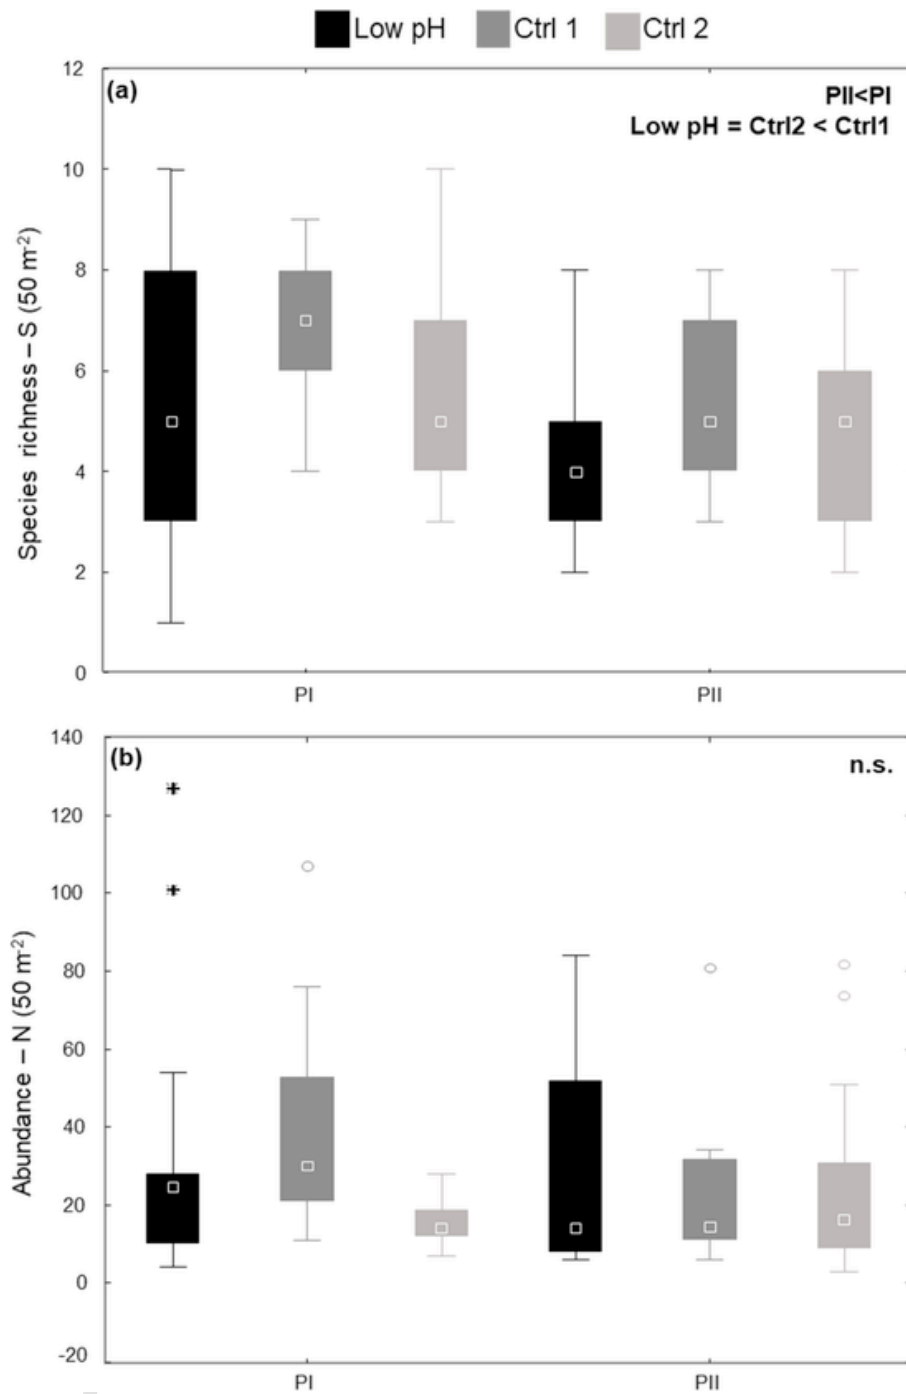 Low pH Ctrl 1 Ctrl 2
(a)
PII<PI
Low pH = Ctrl2 < Ctrl1
Species richness – S (50 m⁻²)
12
10
8
6
4
2
0
PI PII
(b)
n.s.
Abundance – N (50 m⁻²)
140
120
100
80
60
40
20
0
-20
PI PII